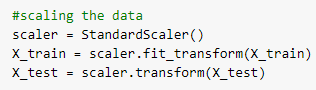 #scaling the data
scaler = StandardScaler()
X_train = scaler.fit_transform(X_train)
X_test = scaler.transform(X_test)